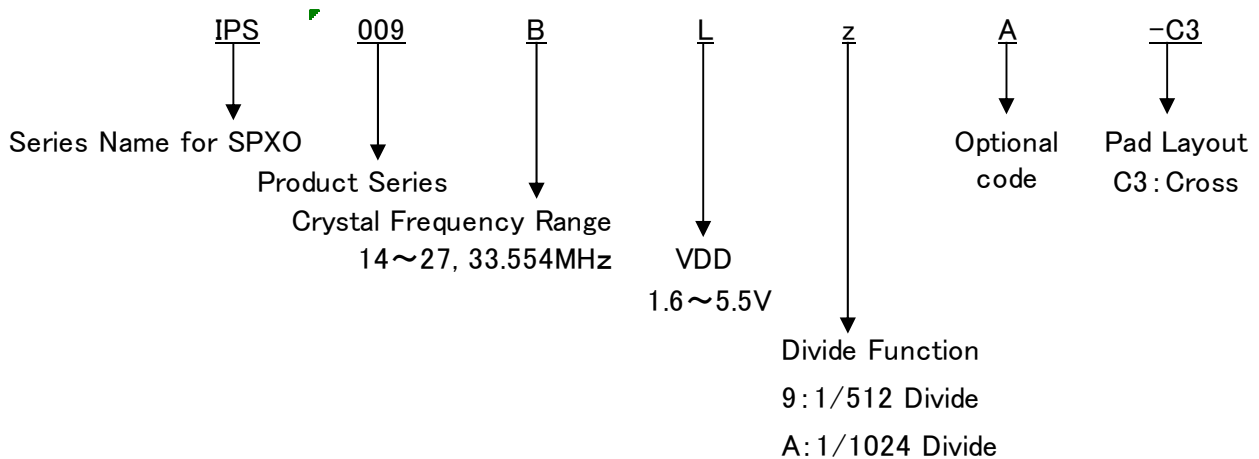 IPS 009 B L z A -C3
Series Name for SPXO
Optional code
Pad Layout
C3:Cross
Product Series
Crystal Frequency Range
14～27, 33.554MHz
VDD
1.6～5.5V
Divide Function
9:1/512 Divide
A:1/1024 Divide